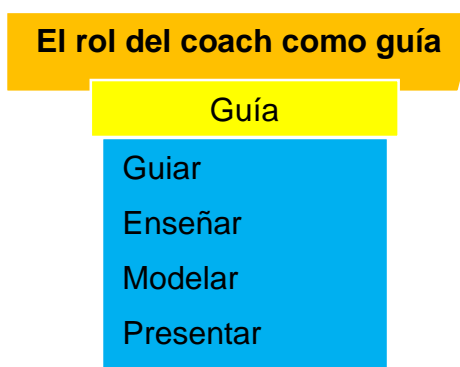 El rol del coach como guía
Guía
Guiar
Enseñar
Modelar
Presentar